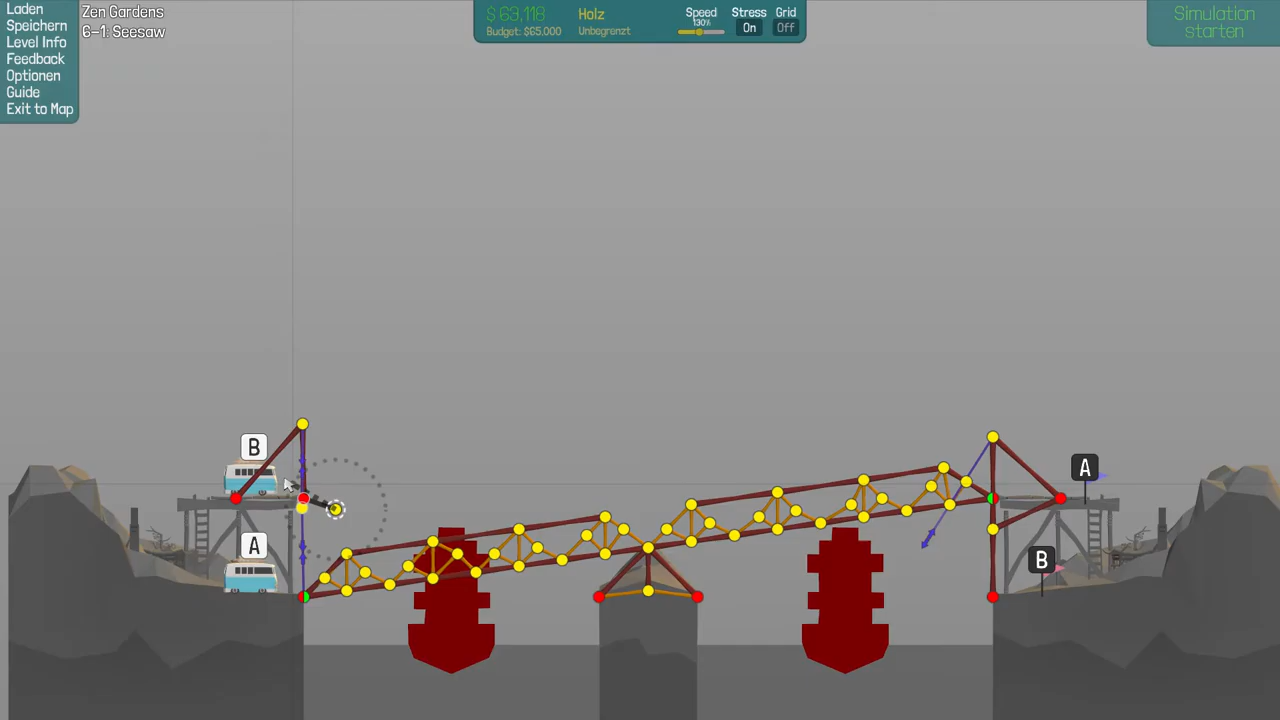 Laden
Speichern
Level Info
Feedback
Optionen
Guide
Exit to Map
Zen Gardens
6-1: Seesaw
$ 63,118
Budget: $65.000
Holz
Unbegrenzt
Speed
130%
Stress
On
Grid
Off
Simulation
starten
B
A
A
B